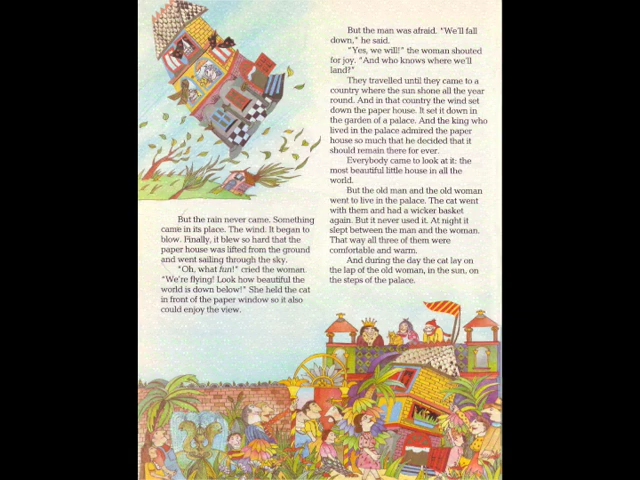 But the rain never came. Something
came in its place. The wind. It began to
blow. Finally, it blew so hard that the
paper house was lifted from the ground
and went sailing through the sky.
"Oh, what fun!" cried the woman.
"We're flying! Look how beautiful the
world is down below!" She held the cat
in front of the paper window so it also
could enjoy the view.
But the man was afraid. "We'll fall
down," he said.
"Yes, we will!" the woman shouted
for joy. "And who knows where we'll
land?"
They travelled until they came to a
country where the sun shone all the year
round. And in that country the wind set
down the paper house. It set it down in
the garden of a palace. And the king who
lived in the palace admired the paper
house so much that he decided that it
should remain there for ever.
Everybody came to look at it: the
most beautiful little house in all the
world.
But the old man and the old woman
went to live in the palace. The cat went
with them and had a wicker basket
again. But it never used it. At night it
slept between the man and the woman.
That way all three of them were
comfortable and warm.
And during the day the cat lay on
the lap of the old woman, in the sun, on
the steps of the palace.